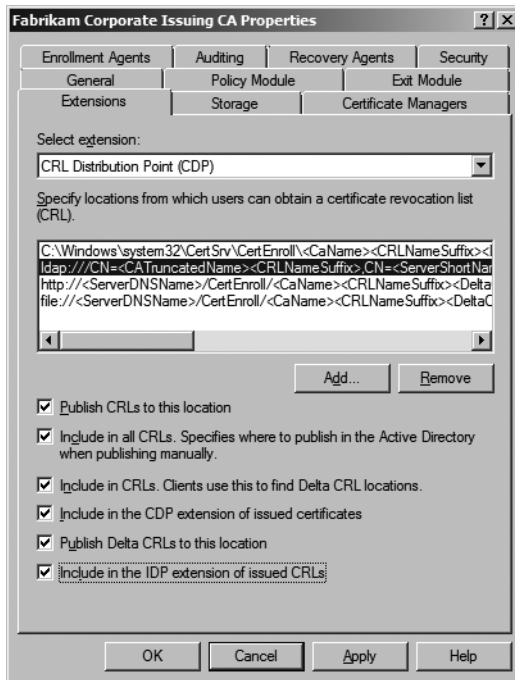 Fabrikam Corporate Issuing CA Properties
Enrollment Agents Auditing Recovery Agents Security
General Policy Module Exit Module
Extensions Storage Certificate Managers
Select extension:
CRL Distribution Point (CDP)
Specify locations from which users can obtain a certificate revocation list
(CRL).
C:\Windows\system32\CertSrv\CertEnroll\<CaName><CRLNameSuffix><
ldap:///CN=<CATruncatedName><CRLNameSuffix>,CN=<ServerShortNar
http://<ServerDNSName>/CertEnroll/<CaName><CRLNameSuffix><Delta
file://<ServerDNSName>/CertEnroll/<CaName><CRLNameSuffix><DeltaC
Add... Remove
Publish CRLs to this location
Include in all CRLs. Specifies where to publish in the Active Directory
when publishing manually.
Include in CRLs. Clients use this to find Delta CRL locations.
Include in the CDP extension of issued certificates
Publish Delta CRLs to this location
Include in the IDP extension of issued CRLs
OK Cancel Apply Help